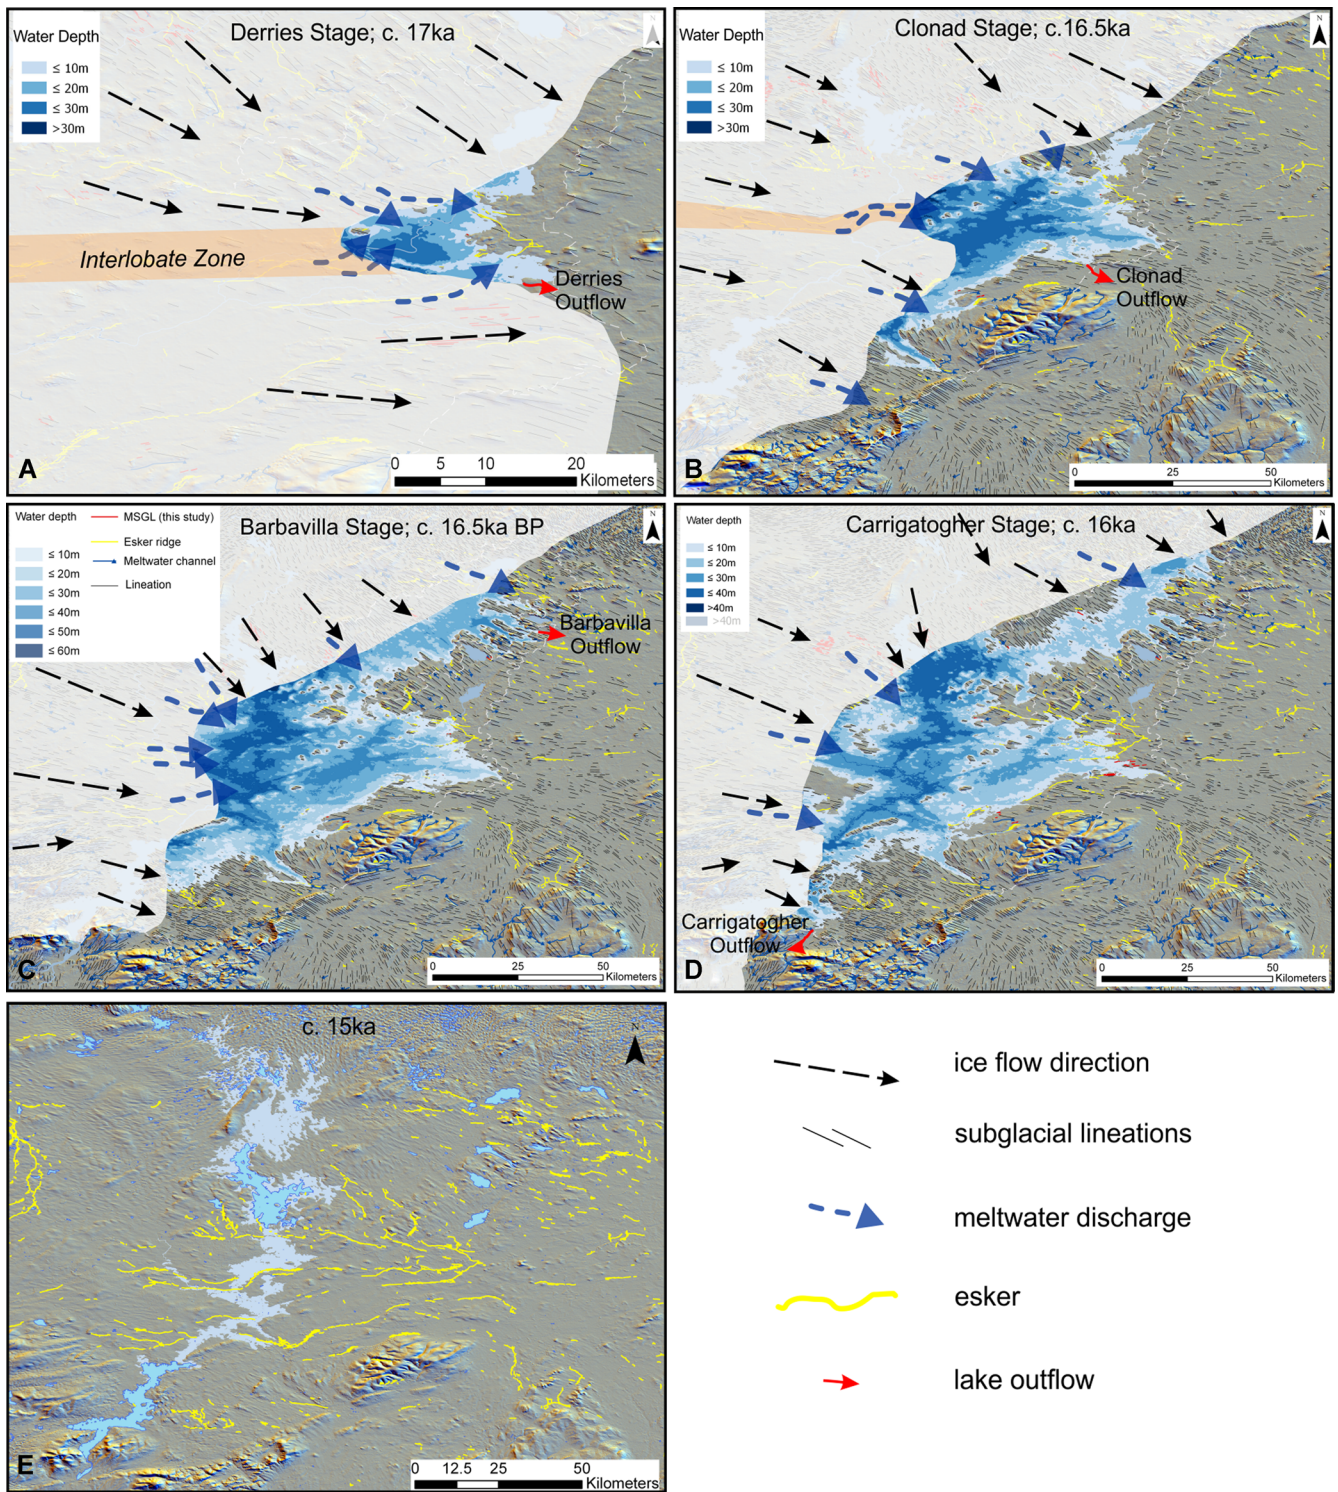 Derries Stage; c. 17ka
N
Water Depth
≤ 10m
≤ 20m
≤ 30m
>30m
Interlobate Zone
Derries
Outflow
0 5 10 20
Kilometers
A
Clonad Stage; c.16.5ka
N
Water Depth
≤ 10m
≤ 20m
≤ 30m
>30m
Clonad
Outflow
0 25 50
Kilometers
B
Barbavilla Stage; c. 16.5ka BP
N
Water depth
≤ 10m
≤ 20m
≤ 30m
≤ 40m
≤ 50m
≤ 60m
MSGL (this study)
Esker ridge
Meltwater channel
Lineation
Barbavilla
Outflow
0 25 50
Kilometers
C
Carrigatogher Stage; c. 16ka
N
Water depth
≤ 10m
≤ 20m
≤ 30m
≤ 40m
>40m
>40m
Carrigatogher
Outflow
0 25 50
Kilometers
D
c. 15ka
N
0 12.5 25 50
Kilometers
E
ice flow direction
subglacial lineations
meltwater discharge
esker
lake outflow